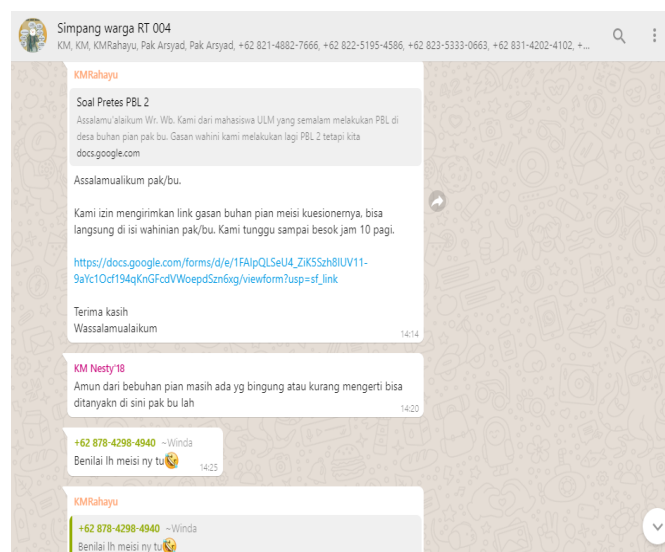 Simpang warga RT 004
KM, KM, KMRahayu, Pak Arsyad, Pak Arsyad, +62 821-4882-7666, +62 822-5195-4586, +62 823-5333-0663, +62 831-4202-4102, +...
KMRahayu
Soal Pretes PBL 2
Assalamu'alaikum Wr. Wb. Kami dari mahasiswa ULM yang semalam melakukan PBL di
desa buhan pian pak bu. Gasan wahini kami melakukan lagi PBL 2 tetapi kita
docs.google.com
Assalamualikum pak/bu.
Kami izin mengirimkan link gasan buhan pian meisi kuesionernya, bisa
langsung di isi wahinian pak/bu. Kami tunggu sampai besok jam 10 pagi.
https://docs.google.com/forms/d/e/1FAIpQLSeU4_ZiK5Szh8IUV11-
9aYc1Ocf194qKnGFcdVWoepdSzn6xg/viewform?usp=sf_link
Terima kasih
Wassalamualaikum
14:14
KM Nesty'18
Amun dari bebuhan pian masih ada yg bingung atau kurang mengerti bisa
ditanyakn di sini pak bu lah
14:20
+62 878-4298-4940 ~Winda
Benilai lh meisi ny tu
14:25
KMRahayu
+62 878-4298-4940 ~Winda
Benilai lh meisi ny tu